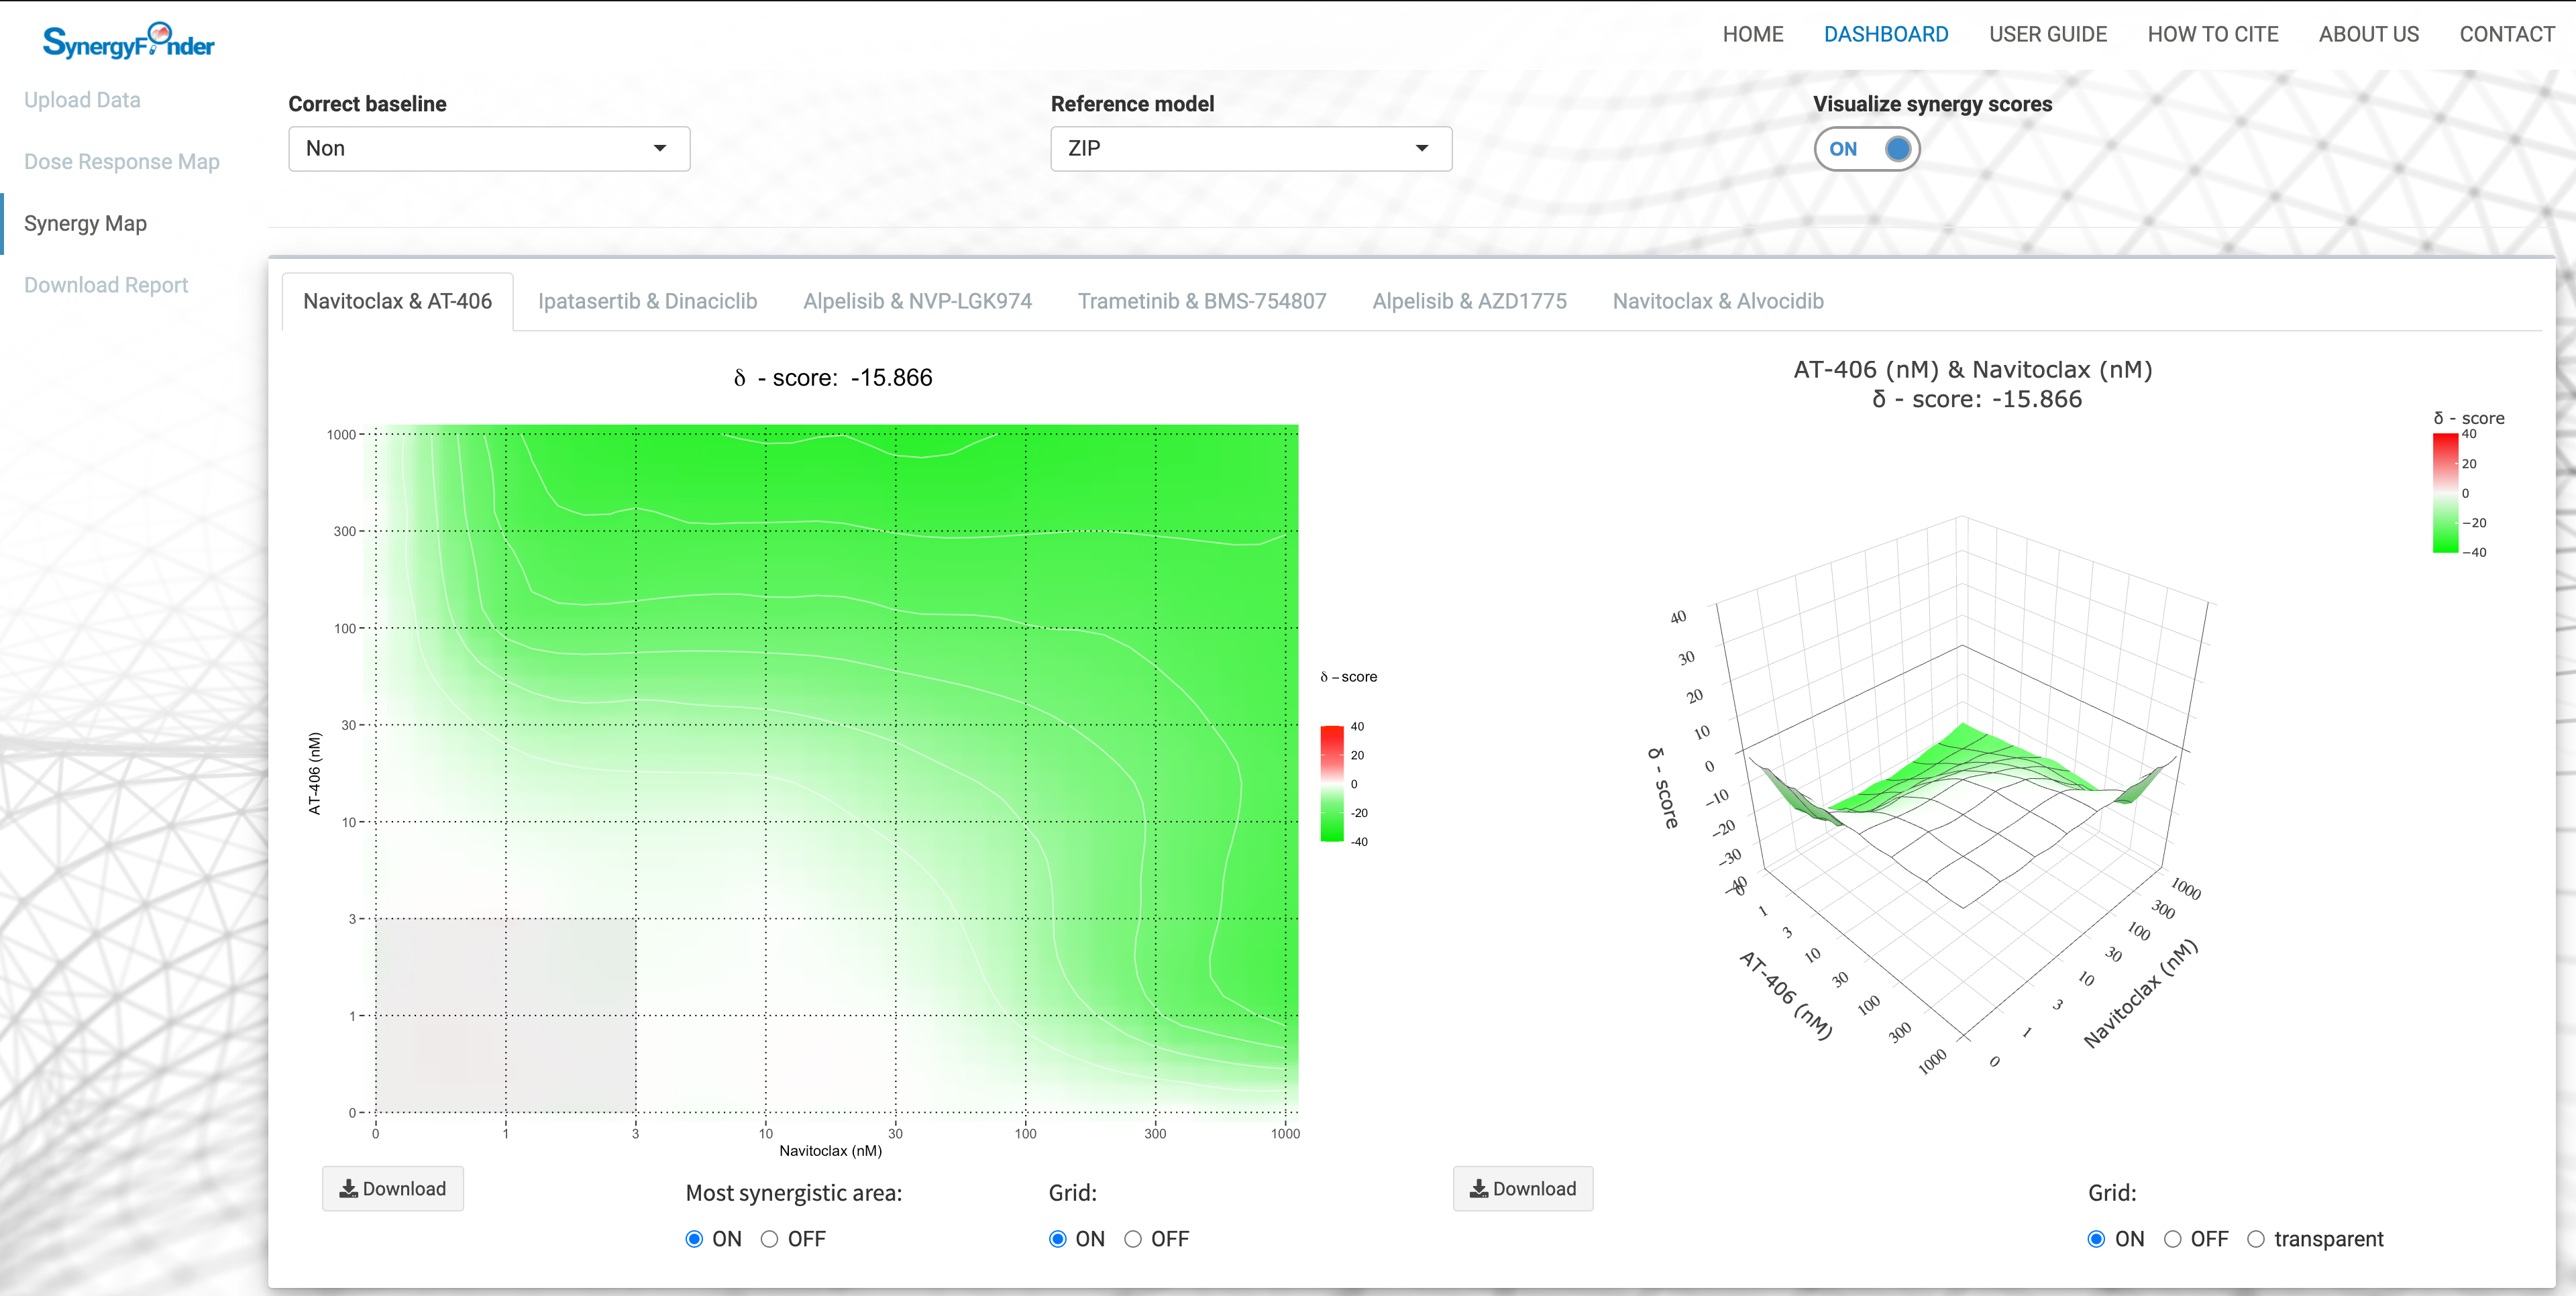 SynergyFinder
HOME DASHBOARD USER GUIDE HOW TO CITE ABOUT US CONTACT
Upload Data
Dose Response Map
Synergy Map
Download Report
Correct baseline
Non
Reference model
ZIP
Visualize synergy scores
ON
Navitoclax & AT-406
Ipatasertib & Dinaciclib
Alpelisib & NVP-LGK974
Trametinib & BMS-754807
Alpelisib & AZD1775
Navitoclax & Alvocidib
δ - score: -15.866
1000
300
100
30
10
3
1
0
AT-406 (nM)
0 1 3 10 30 100 300 1000
Navitoclax (nM)
δ – score
40
20
0
-20
-40
AT-406 (nM) & Navitoclax (nM)
δ - score: -15.866
δ - score
40
20
0
−20
−40
40
30
20
10
0
−10
−20
−30
−40
δ - score
0
1
3
10
30
100
300
1000
AT-406 (nM)
1000
300
100
30
10
3
1
0
Navitoclax (nM)
Download
Most synergistic area:
ON OFF
Grid:
ON OFF
Download
Grid:
ON OFF transparent